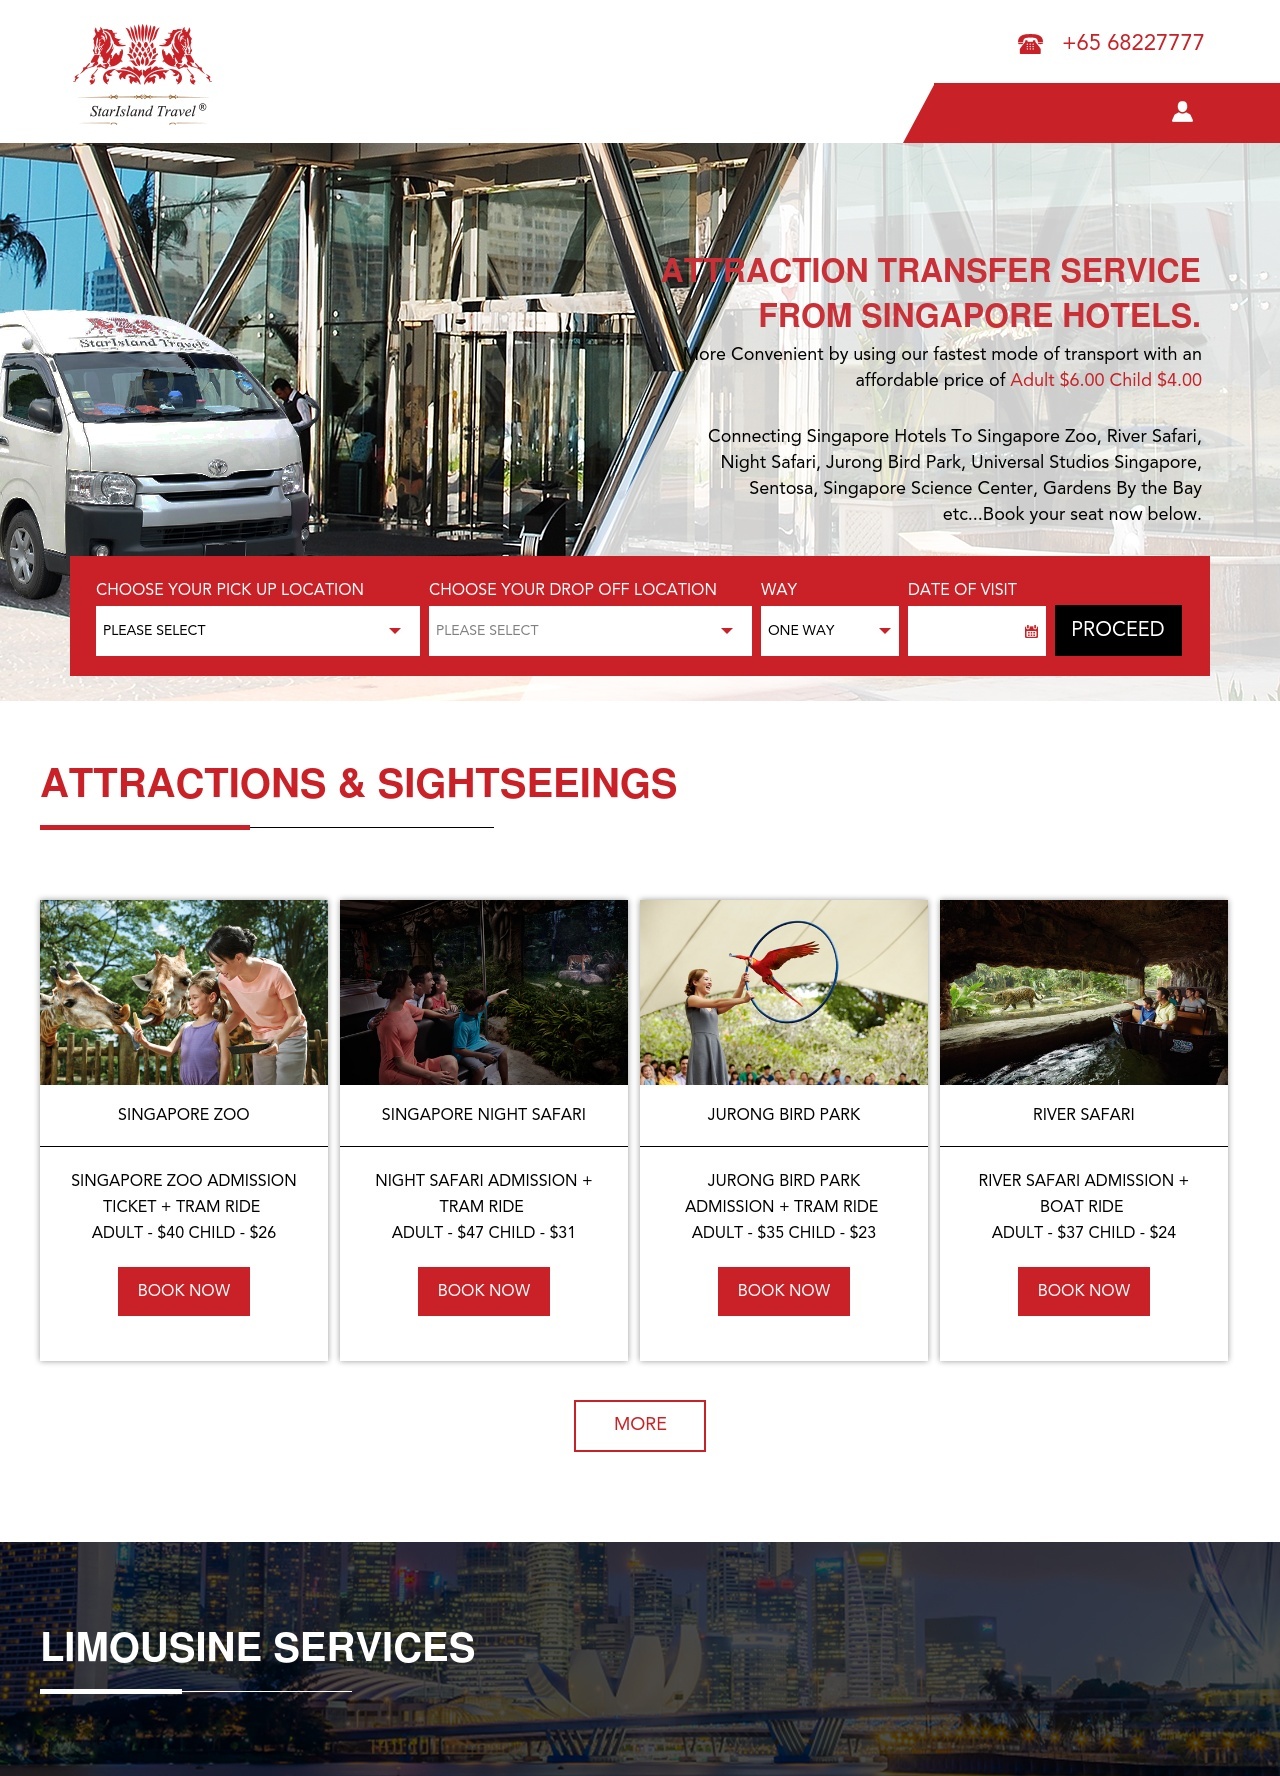 StarIsland Travel ®
+65 68227777
StarIsland Travel
ATTRACTION TRANSFER SERVICE
FROM SINGAPORE HOTELS.
More Convenient by using our fastest mode of transport with an
affordable price of Adult $6.00 Child $4.00
Connecting Singapore Hotels To Singapore Zoo, River Safari,
Night Safari, Jurong Bird Park, Universal Studios Singapore,
Sentosa, Singapore Science Center, Gardens By the Bay
etc...Book your seat now below.
CHOOSE YOUR PICK UP LOCATION CHOOSE YOUR DROP OFF LOCATION WAY DATE OF VISIT
PLEASE SELECT PLEASE SELECT ONE WAY PROCEED
ATTRACTIONS & SIGHTSEEINGS
SINGAPORE ZOO
SINGAPORE ZOO ADMISSION
TICKET + TRAM RIDE
ADULT - $40 CHILD - $26
BOOK NOW
SINGAPORE NIGHT SAFARI
NIGHT SAFARI ADMISSION +
TRAM RIDE
ADULT - $47 CHILD - $31
BOOK NOW
JURONG BIRD PARK
JURONG BIRD PARK
ADMISSION + TRAM RIDE
ADULT - $35 CHILD - $23
BOOK NOW
RIVER SAFARI
RIVER SAFARI ADMISSION +
BOAT RIDE
ADULT - $37 CHILD - $24
BOOK NOW
MORE
LIMOUSINE SERVICES